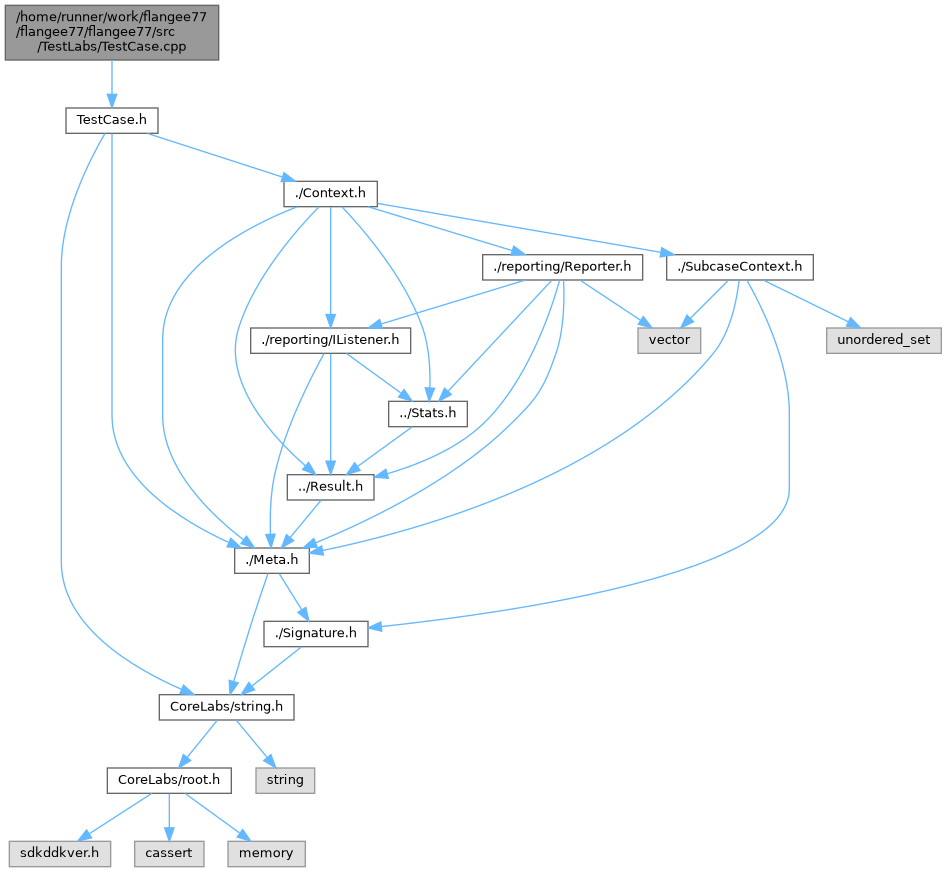 /home/runner/work/flangee77
/flangee77/flangee77/src
/TestLabs/TestCase.cpp
TestCase.h
./Context.h
./reporting/Reporter.h
./SubcaseContext.h
./reporting/IListener.h
vector
unordered_set
../Stats.h
../Result.h
./Meta.h
./Signature.h
CoreLabs/string.h
CoreLabs/root.h
string
sdkddkver.h
cassert
memory